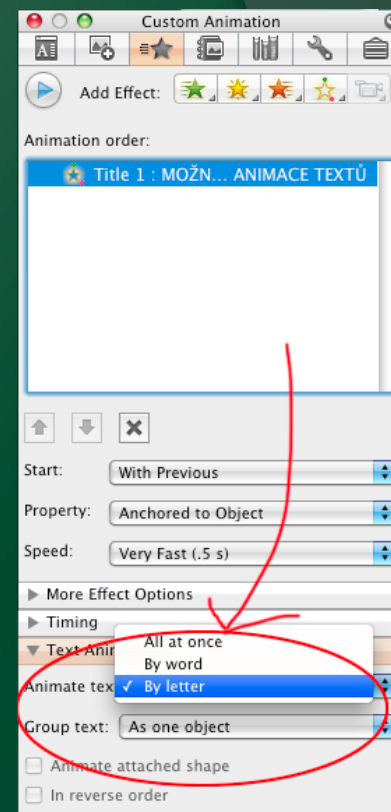 Custom Animation
Add Effect:
Animation order:
Title 1 : MOŽN... ANIMACE TEXTŮ
Start: With Previous
Property: Anchored to Object
Speed: Very Fast (.5 s)
More Effect Options
Timing
All at once
Text Ani
By word
Animate tex ✓ By letter
Group text: As one object
Animate attached shape
In reverse order